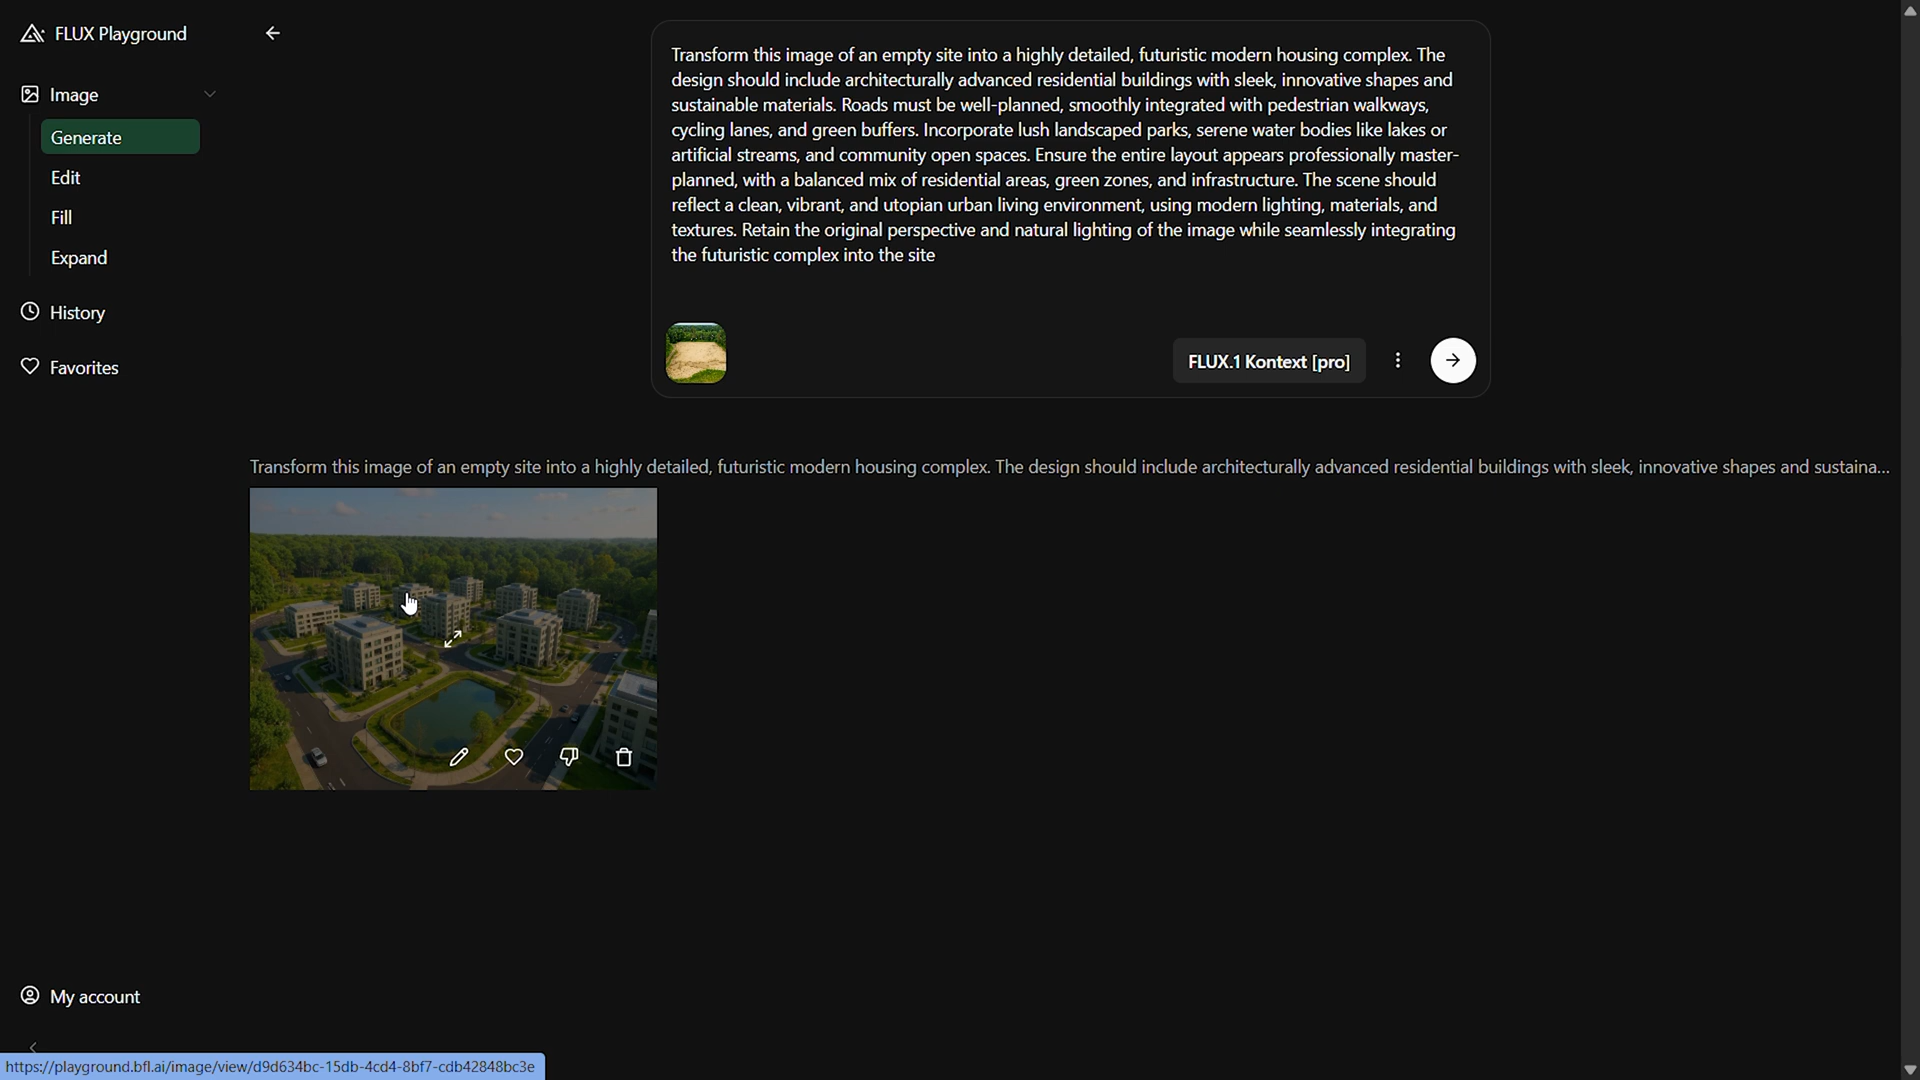 FLUX Playground
Image
Generate
Edit
Fill
Expand
History
Favorites
Transform this image of an empty site into a highly detailed, futuristic modern housing complex. The
design should include architecturally advanced residential buildings with sleek, innovative shapes and
sustainable materials. Roads must be well-planned, smoothly integrated with pedestrian walkways,
cycling lanes, and green buffers. Incorporate lush landscaped parks, serene water bodies like lakes or
artificial streams, and community open spaces. Ensure the entire layout appears professionally master-
planned, with a balanced mix of residential areas, green zones, and infrastructure. The scene should
reflect a clean, vibrant, and utopian urban living environment, using modern lighting, materials, and
textures. Retain the original perspective and natural lighting of the image while seamlessly integrating
the futuristic complex into the site
FLUX.1 Kontext [pro]
Transform this image of an empty site into a highly detailed, futuristic modern housing complex. The design should include architecturally advanced residential buildings with sleek, innovative shapes and sustaina...
My account
https://playground.bfl.ai/image/view/d9d634bc-15db-4cd4-8bf7-cdb42848bc3e